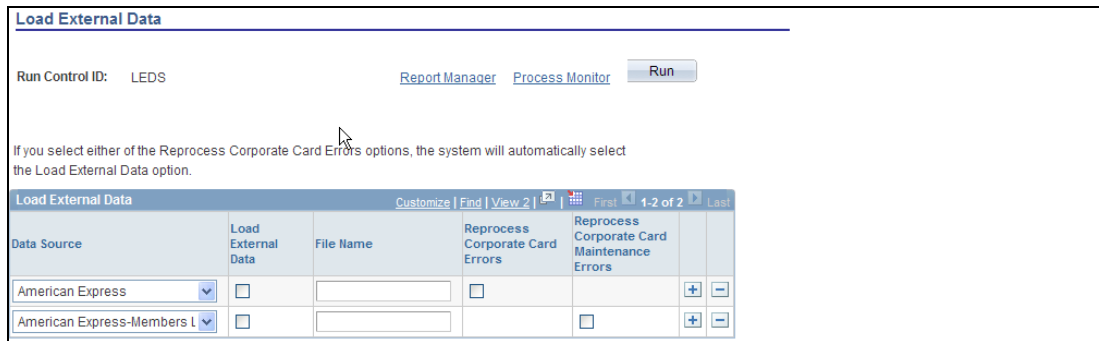 Load External Data
Run Control ID: LEDS Report Manager Process Monitor Run
If you select either of the Reprocess Corporate Card Errors options, the system will automatically select
the Load External Data option.
Load External Data Customize | Find | View 2 | | First 1-2 of 2 Last
Data Source
Load
External
Data
File Name
Reprocess
Corporate Card
Errors
Reprocess
Corporate Card
Maintenance
Errors
American Express
American Express-Members L